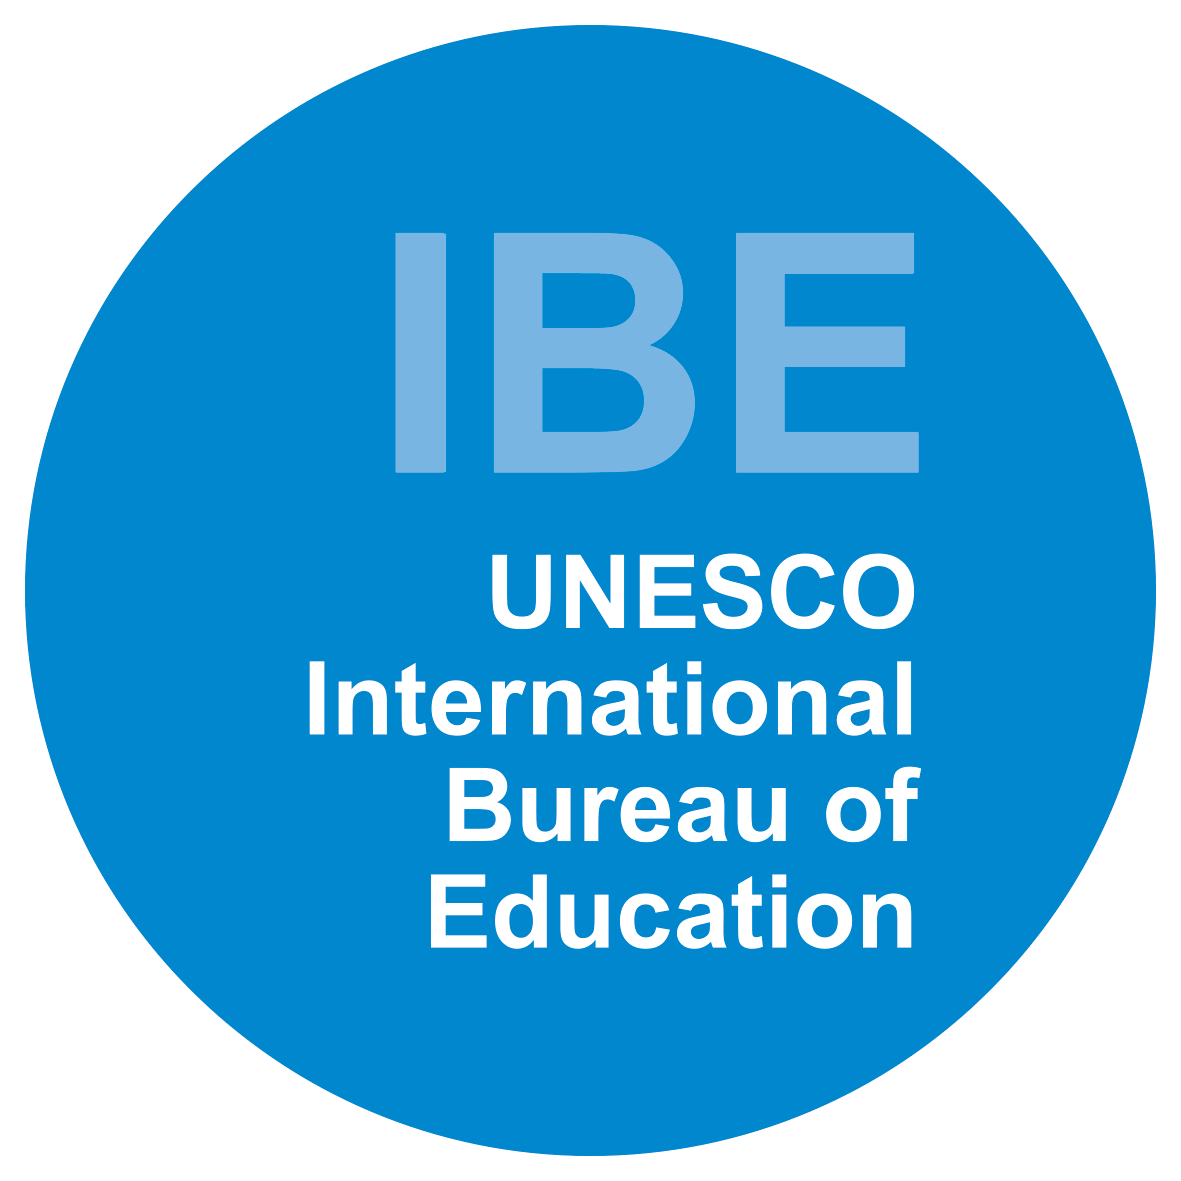 IBE
UNESCO
International
Bureau of
Education